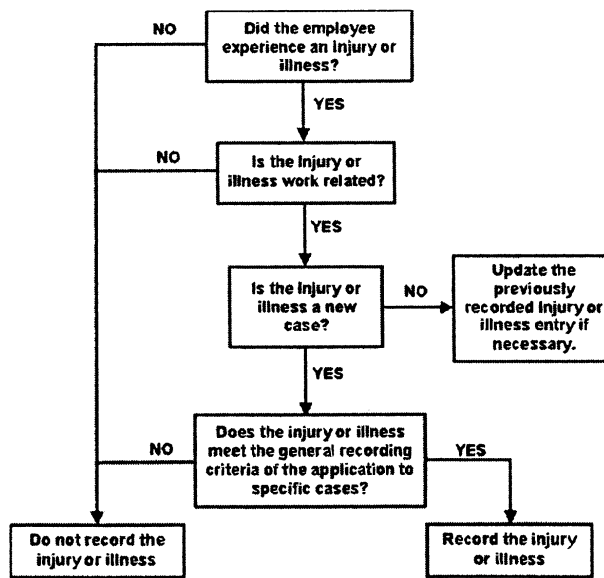 NO
Did the employee
experience an Injury or
illness?
YES
NO
Is the Injury or
illness work related?
YES
Is the Injury or
illness a new
case?
NO
Update the
previously
recorded Injury or
illness entry if
necessary.
YES
NO
Does the injury or illness
meet the general recording
criteria of the application to
specific cases?
YES
Do not record the
injury or illness
Record the injury
or illness